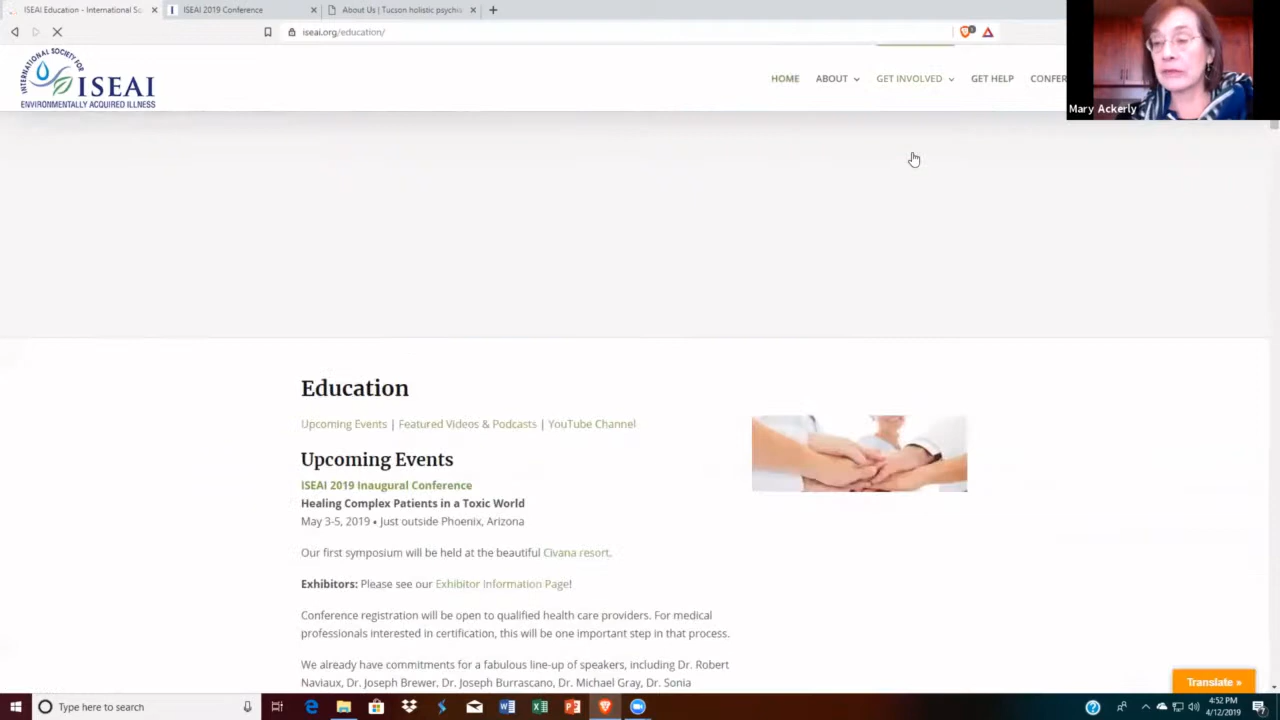 ISEAI Education - International So
ISEAI 2019 Conference
About Us | Tucson holistic psychia
iseai.org/education/
INTERNATIONAL SOCIETY FOR
ISEAI
ENVIRONMENTALLY ACQUIRED ILLNESS
HOME
ABOUT
GET INVOLVED
GET HELP
CONFER
Mary Ackerly
Education
Upcoming Events | Featured Videos & Podcasts | YouTube Channel
Upcoming Events
ISEAI 2019 Inaugural Conference
Healing Complex Patients in a Toxic World
May 3-5, 2019 • Just outside Phoenix, Arizona
Our first symposium will be held at the beautiful Civana resort.
Exhibitors: Please see our Exhibitor Information Page!
Conference registration will be open to qualified health care providers. For medical
professionals interested in certification, this will be one important step in that process.
We already have commitments for a fabulous line-up of speakers, including Dr. Robert
Naviaux, Dr. Joseph Brewer, Dr. Joseph Burrascano, Dr. Michael Gray, Dr. Sonia
Translate »
Type here to search
4:52 PM
4/12/2019